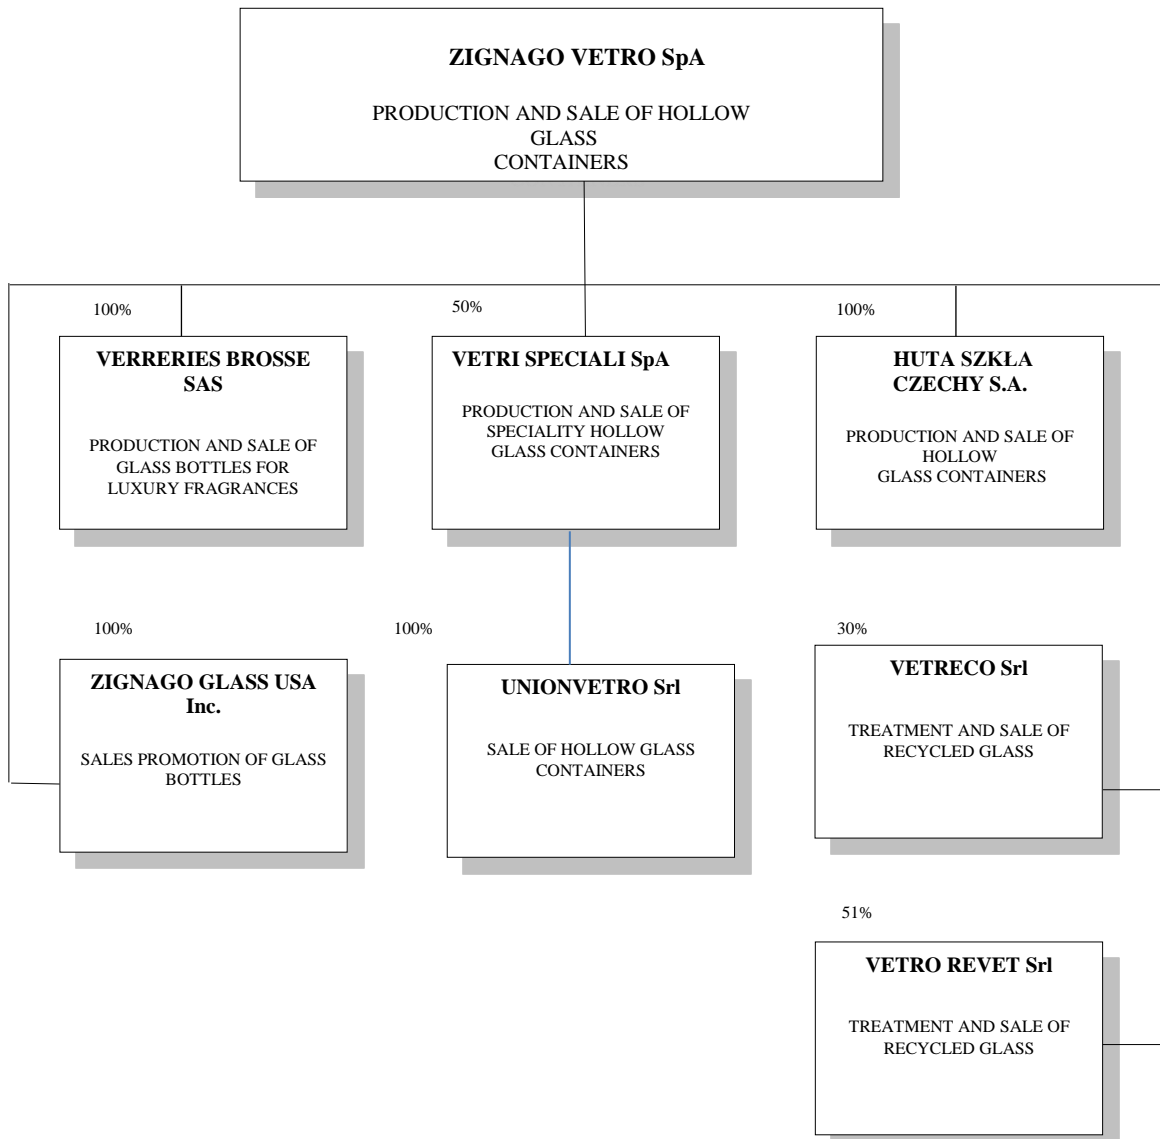 ZIGNAGO VETRO SpA
PRODUCTION AND SALE OF HOLLOW
GLASS
CONTAINERS
100%
VERRERIES BROSSE
SAS
PRODUCTION AND SALE OF
GLASS BOTTLES FOR
LUXURY FRAGRANCES
50%
VETRI SPECIALI SpA
PRODUCTION AND SALE OF
SPECIALITY HOLLOW
GLASS CONTAINERS
100%
HUTA SZKŁA
CZECHY S.A.
PRODUCTION AND SALE OF
HOLLOW
GLASS CONTAINERS
100%
ZIGNAGO GLASS USA
Inc.
SALES PROMOTION OF GLASS
BOTTLES
100%
UNIONVETRO Srl
SALE OF HOLLOW GLASS
CONTAINERS
30%
VETRECO Srl
TREATMENT AND SALE OF
RECYCLED GLASS
51%
VETRO REVET Srl
TREATMENT AND SALE OF
RECYCLED GLASS